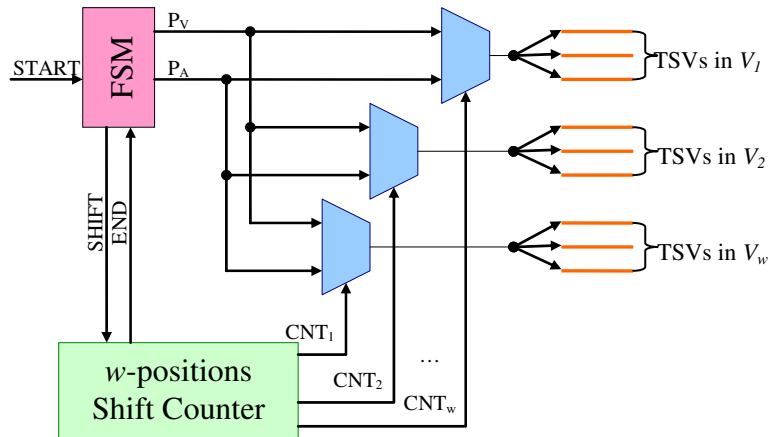 START
FSM
P_V
P_A
TSVs in V_1
TSVs in V_2
TSVs in V_w
SHIFT
END
CNT_1
CNT_2
...
CNT_w
w-positions
Shift Counter